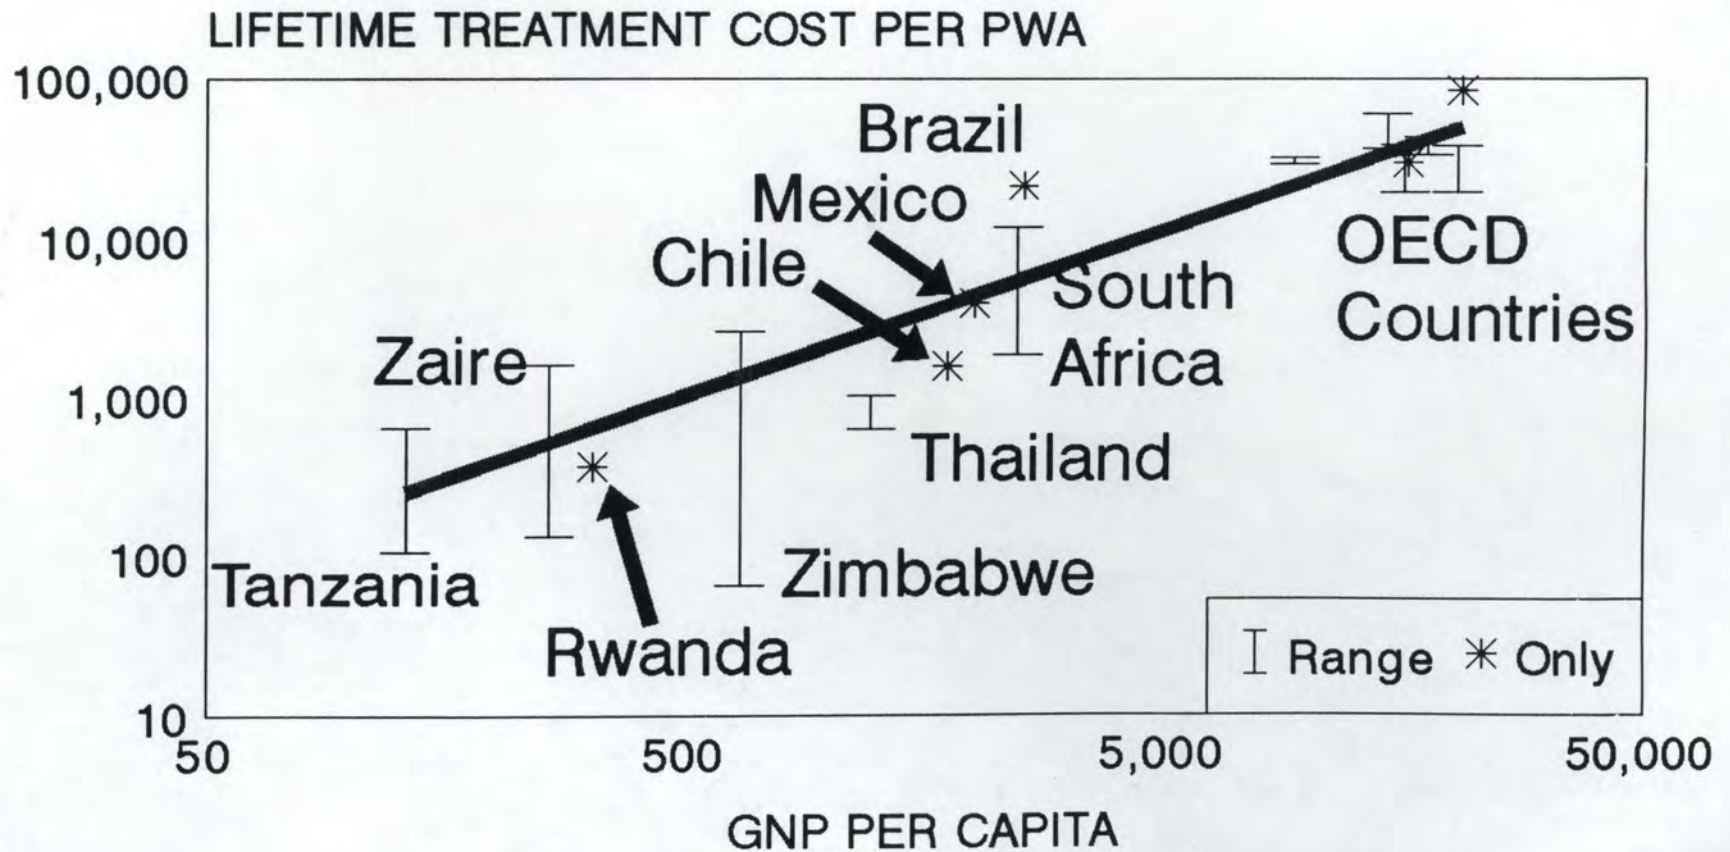 LIFETIME TREATMENT COST PER PWA
100,000
10,000
1,000
100
10
Brazil
Mexico
Chile
Zaire
Tanzania
Rwanda
Zimbabwe
Thailand
South
Africa
OECD
Countries
Range
Only
50
500
5,000
50,000
GNP PER CAPITA